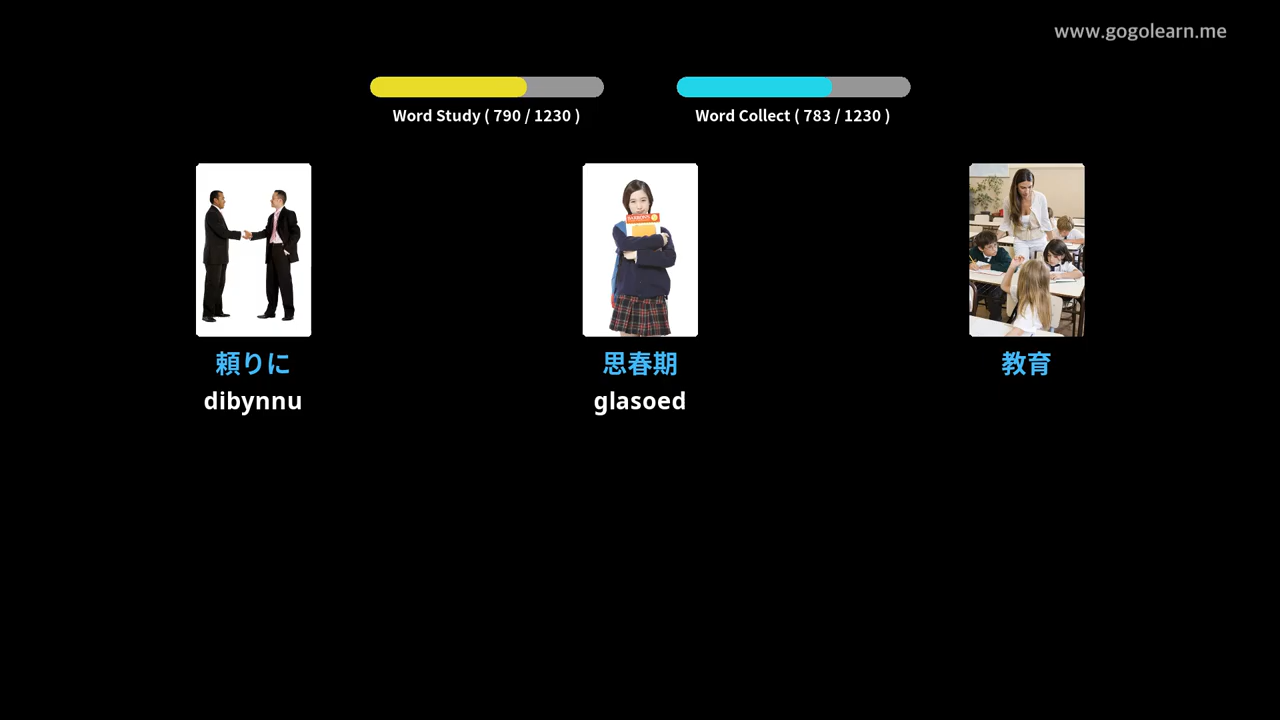 www.gogolearn.me
Word Study ( 790 / 1230 )
Word Collect ( 783 / 1230 )
頼りに
思春期
教育
dibynnu
glasoed